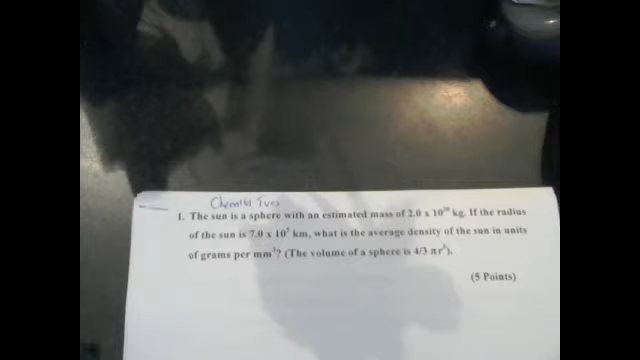 Chem 161 Tues
1. The sun is a sphere with an estimated mass of 2.0 x 10³⁰ kg. If the radius
of the sun is 7.0 x 10⁵ km, what is the average density of the sun in units
of grams per mm³? (The volume of a sphere is 4/3 πr³).
(5 Points)